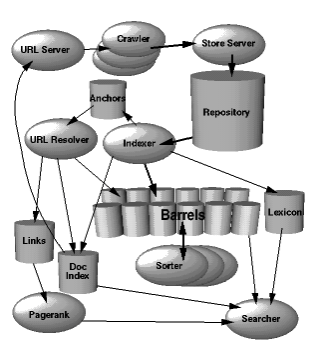 URL Server
Crawler
Store Server
Anchors
Repository
URL Resolver
Indexer
Barrels
Lexicon
Links
Doc
Index
Sorter
Pagerank
Searcher